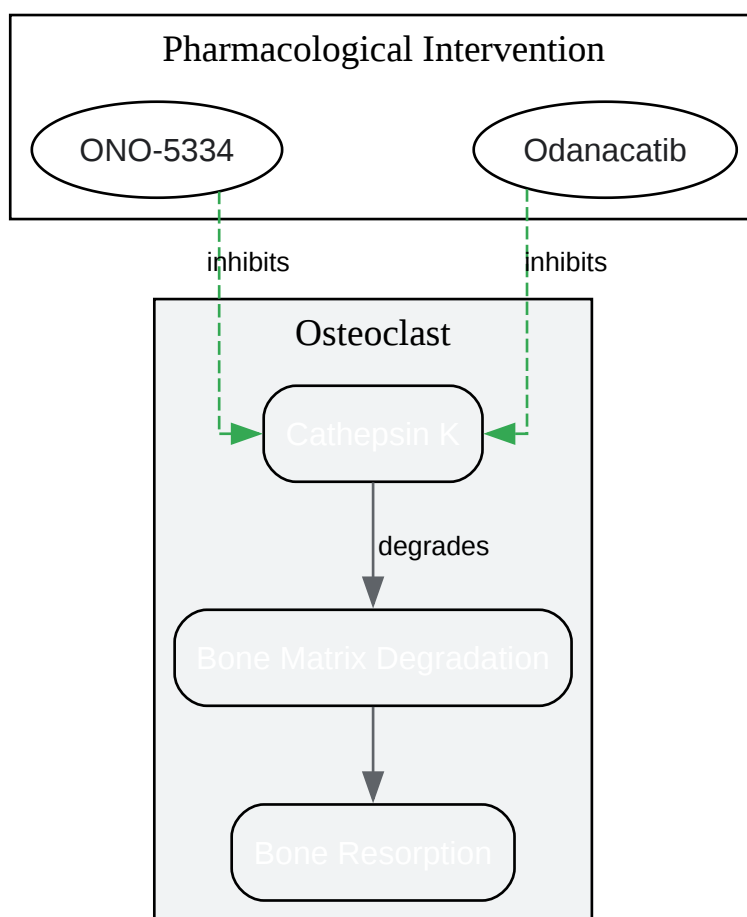 Pharmacological Intervention
ONO-5334
Odanacatib
inhibits
inhibits
Osteoclast
Cathepsin K
degrades
Bone Matrix Degradation
Bone Resorption